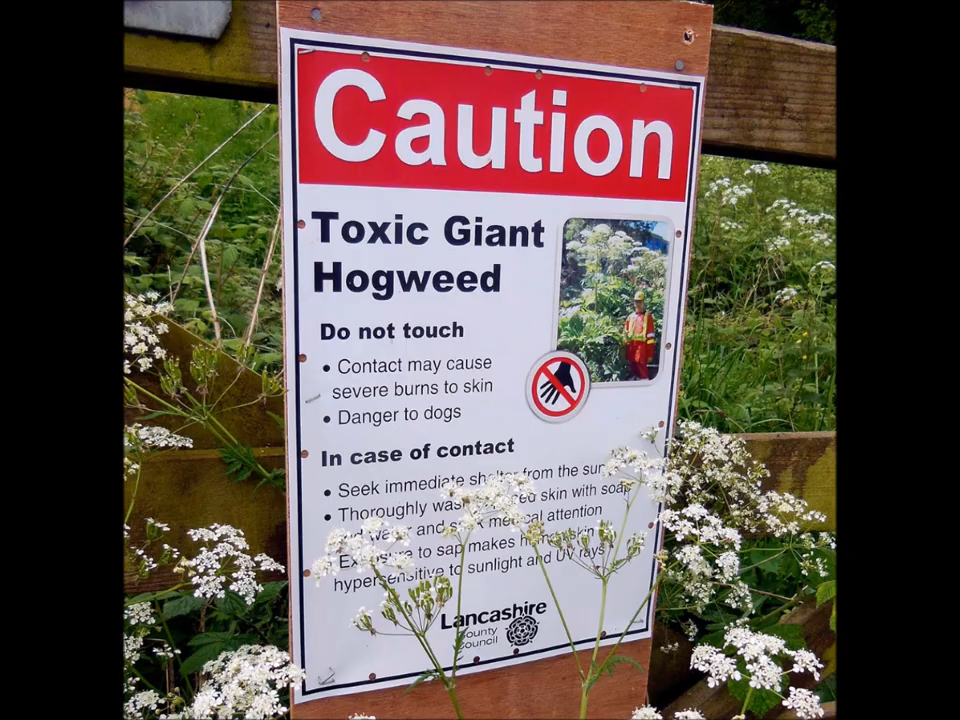 Caution
Toxic Giant
Hogweed
Do not touch
• Contact may cause
severe burns to skin
• Danger to dogs
In case of contact
• Seek immediate shelter from the sun
• Thoroughly wash skin with soap
and water and seek medical attention
Exposure to sap makes human skin
hypersensitive to sunlight and UV rays
Lancashire
County
Council